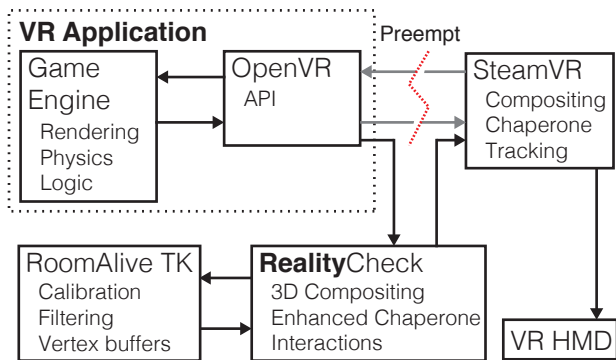 VR Application
Preempt
Game
Engine
Rendering
Physics
Logic
OpenVR
API
SteamVR
Compositing
Chaperone
Tracking
RoomAlive TK
Calibration
Filtering
Vertex buffers
RealityCheck
3D Compositing
Enhanced Chaperone
Interactions
VR HMD